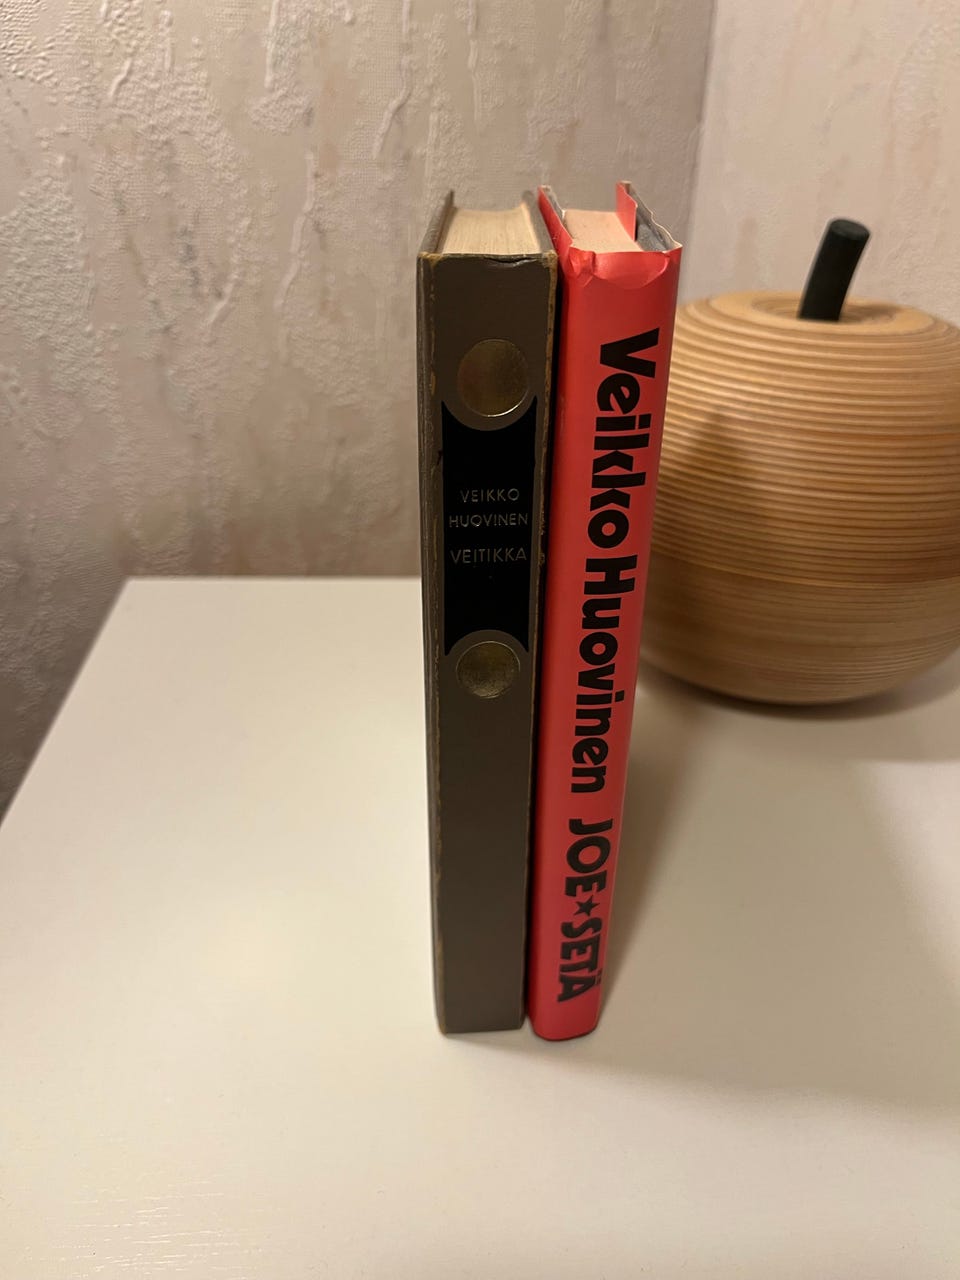 VEIKKO
HUOVINEN
VEITIKKA
Veikko Huovinen JOE★SETÄ